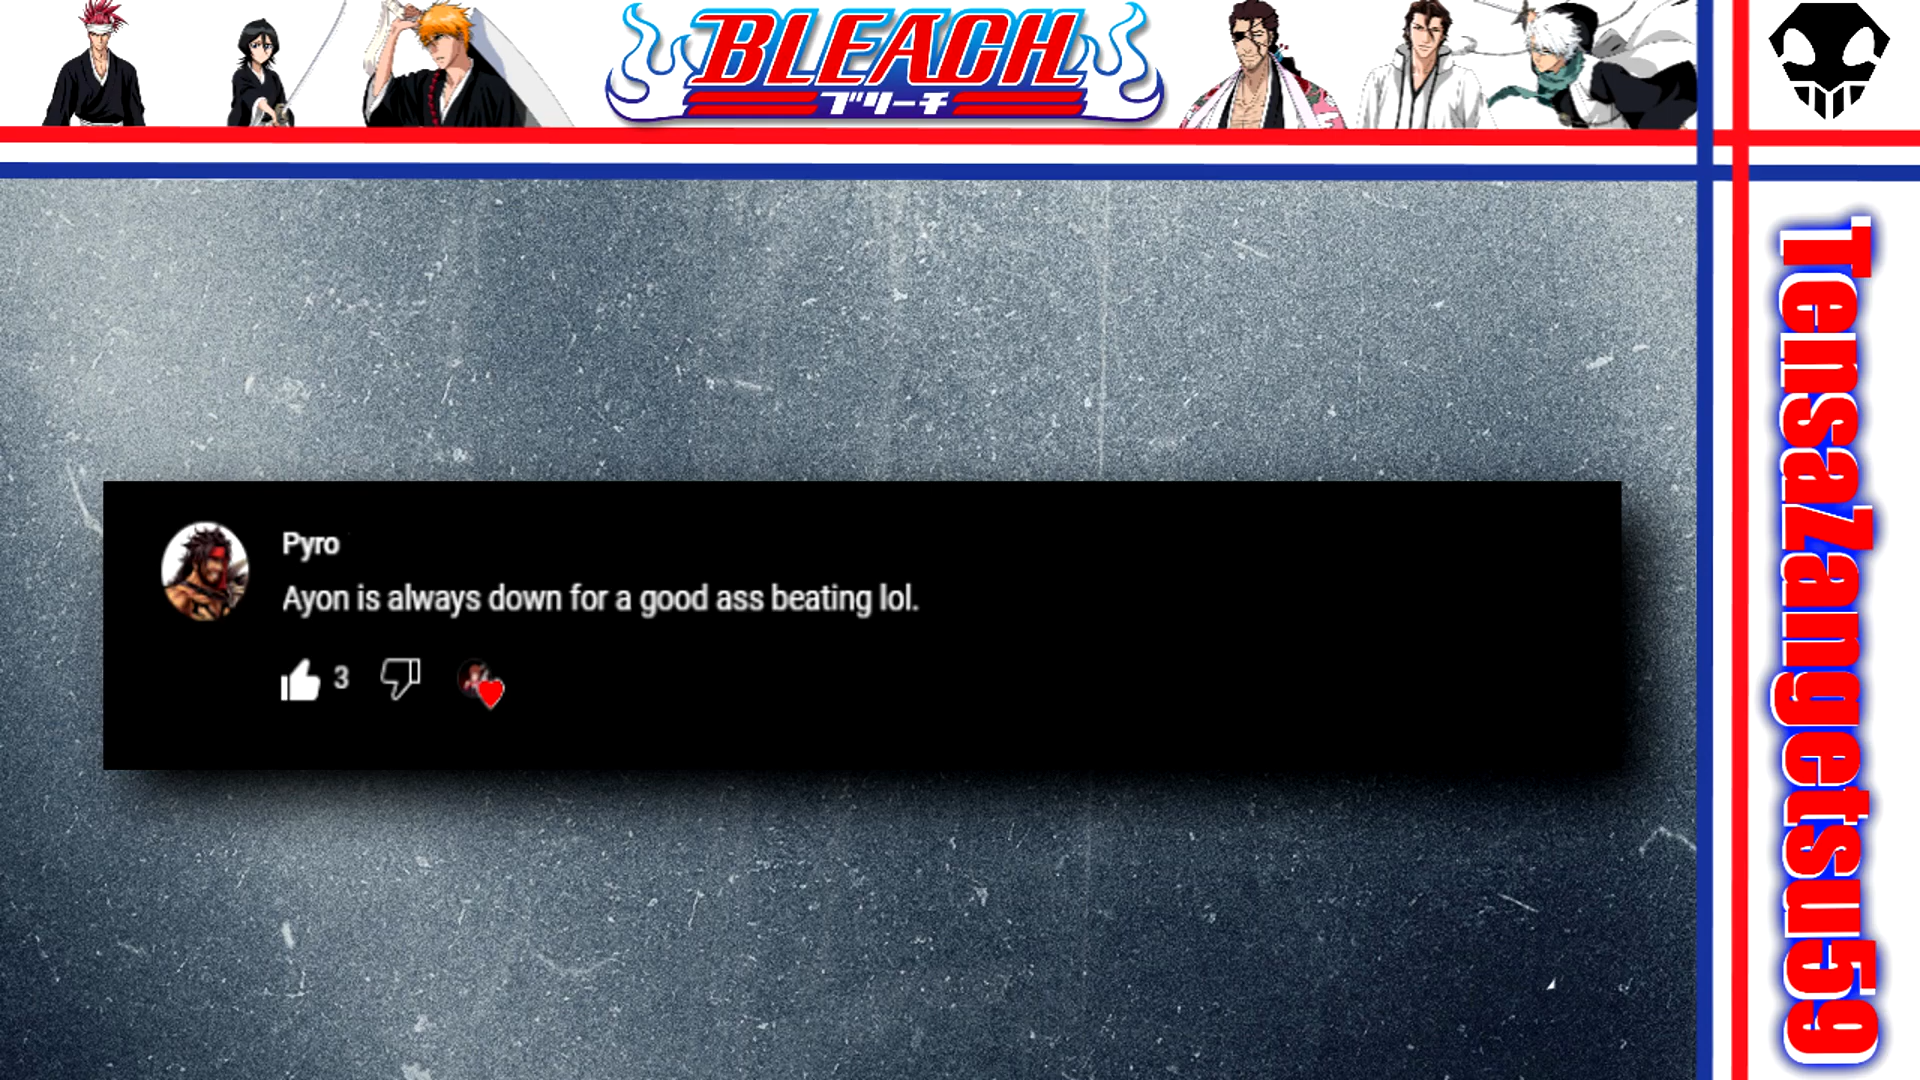 BLEACH
ブリーチ
Pyro
Ayon is always down for a good ass beating lol.
3
TensaZangetsu59